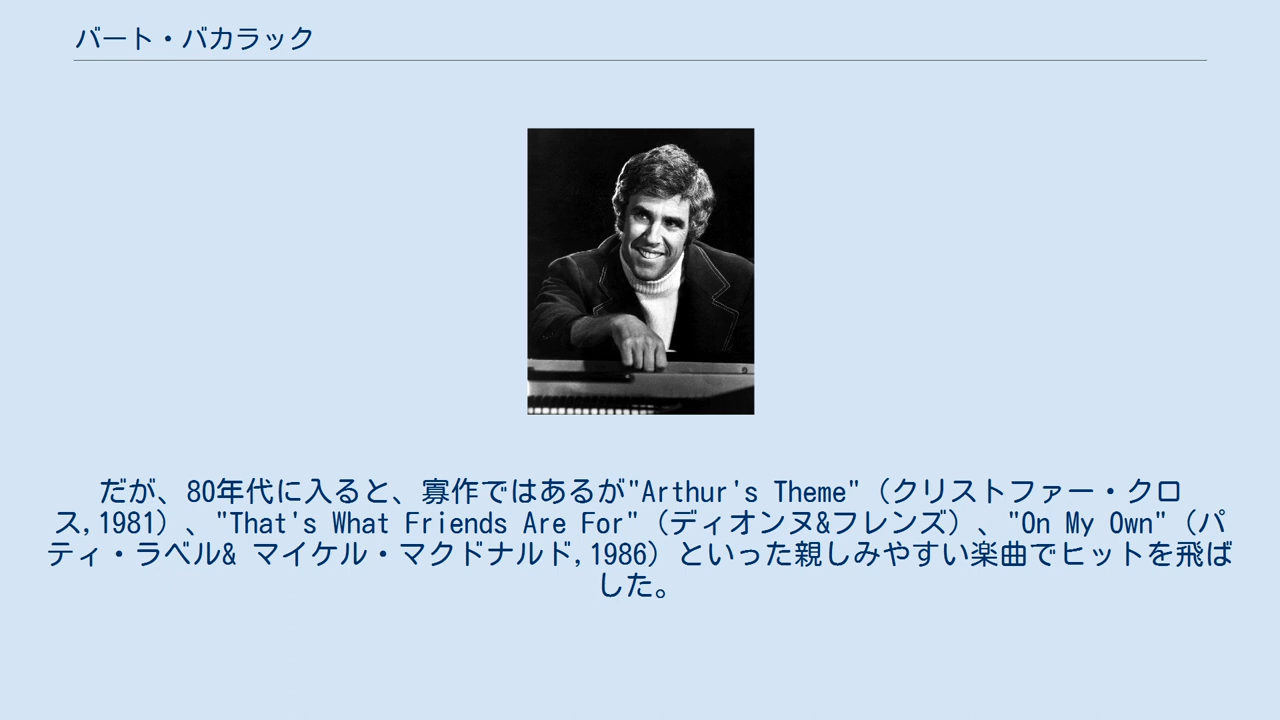 バート・バカラック
だが、80年代に入ると、寡作ではあるが"Arthur's Theme"（クリストファー・クロ
ス,1981）、"That's What Friends Are For"（ディオンヌ&フレンズ）、"On My Own"（パ
ティ・ラベル& マイケル・マクドナルド,1986）といった親しみやすい楽曲でヒットを飛ば
した。